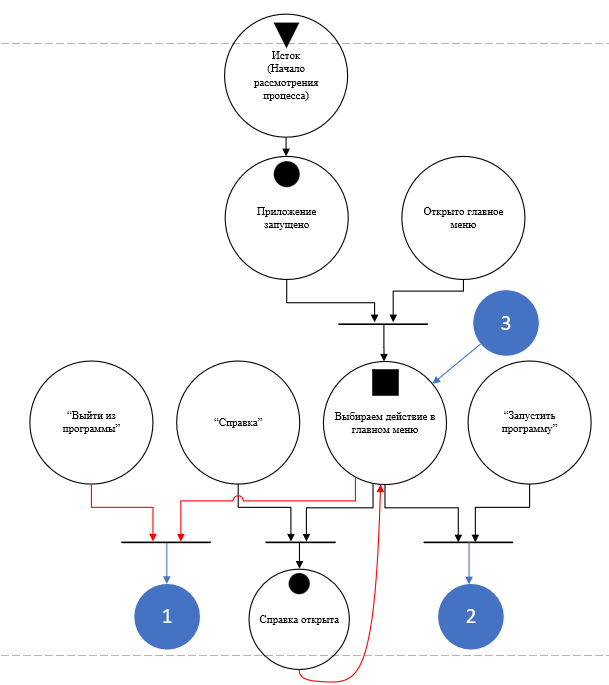 Исток
(Начало
рассмотрения
процесса)
Приложение
запущено
Открыто главное
меню
3
“Выйти из
программы”
“Справка”
Выбираем действие в
главном меню
“Запустить
программу”
1
Справка открыта
2